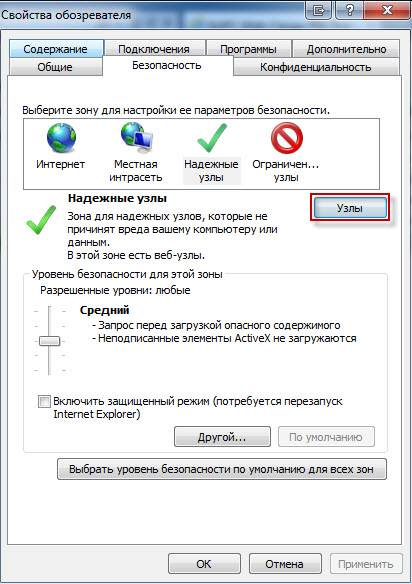 Свойства обозревателя
Содержание Подключения Программы Дополнительно
Общие Безопасность Конфиденциальность
Выберите зону для настройки ее параметров безопасности.
Интернет Местная интрасеть Надежные узлы Ограничен... узлы
Надежные узлы
Узлы
Зона для надежных узлов, которые не
причинят вреда вашему компьютеру или
данным.
В этой зоне есть веб-узлы.
Уровень безопасности для этой зоны
Разрешенные уровни: любые
Средний
- Запрос перед загрузкой опасного содержимого
- Неподписанные элементы ActiveX не загружаются
Включить защищенный режим (потребуется перезапуск
Internet Explorer)
Другой... По умолчанию
Выбрать уровень безопасности по умолчанию для всех зон
ОК Отмена Применить